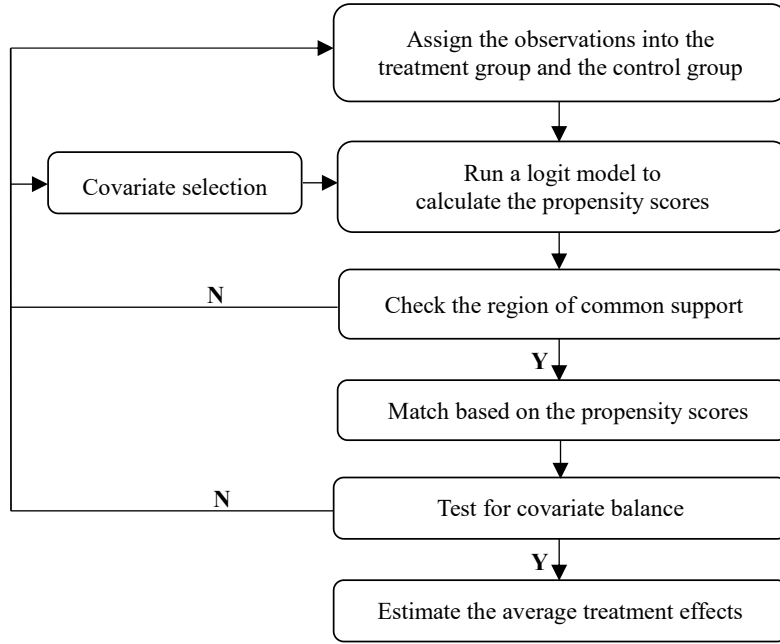 Assign the observations into the
treatment group and the control group
Covariate selection
Run a logit model to
calculate the propensity scores
N
Check the region of common support
Y
Match based on the propensity scores
N
Test for covariate balance
Y
Estimate the average treatment effects